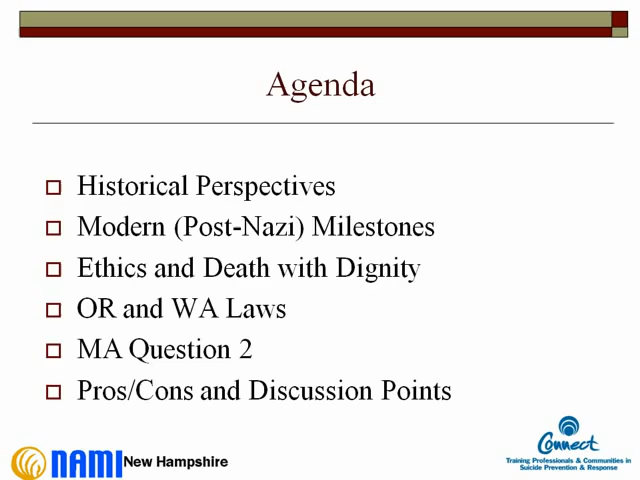 Agenda
Historical Perspectives
Modern (Post-Nazi) Milestones
Ethics and Death with Dignity
OR and WA Laws
MA Question 2
Pros/Cons and Discussion Points
NAMI New Hampshire
Connect
Training Professionals & Communities in
Suicide Prevention & Response